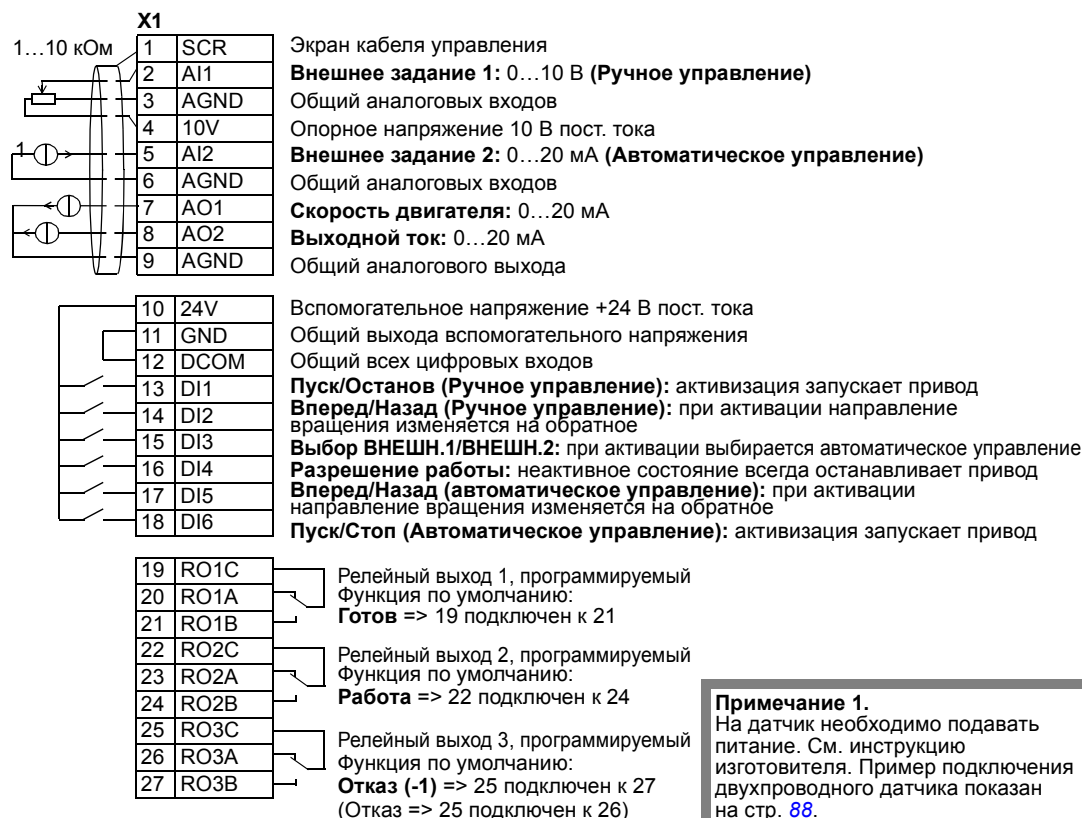 X1
1…10 кОм
1 SCR Экран кабеля управления
2 AI1 Внешнее задание 1: 0…10 В (Ручное управление)
3 AGND Общий аналоговых входов
4 10V Опорное напряжение 10 В пост. тока
1 5 AI2 Внешнее задание 2: 0…20 мА (Автоматическое управление)
6 AGND Общий аналоговых входов
7 AO1 Скорость двигателя: 0…20 мА
8 AO2 Выходной ток: 0…20 мА
9 AGND Общий аналогового выхода
10 24V Вспомогательное напряжение +24 В пост. тока
11 GND Общий выхода вспомогательного напряжения
12 DCOM Общий всех цифровых входов
13 DI1 Пуск/Останов (Ручное управление): активизация запускает привод
14 DI2 Вперед/Назад (Ручное управление): при активации направление
вращения изменяется на обратное
15 DI3 Выбор ВНЕШН.1/ВНЕШН.2: при активации выбирается автоматическое управление
16 DI4 Разрешение работы: неактивное состояние всегда останавливает привод
17 DI5 Вперед/Назад (автоматическое управление): при активации
направление вращения изменяется на обратное
18 DI6 Пуск/Стоп (Автоматическое управление): активизация запускает привод
19 RO1C Релейный выход 1, программируемый
20 RO1A Функция по умолчанию:
21 RO1B Готов => 19 подключен к 21
22 RO2C Релейный выход 2, программируемый
23 RO2A Функция по умолчанию:
24 RO2B Работа => 22 подключен к 24
25 RO3C Релейный выход 3, программируемый
26 RO3A Функция по умолчанию:
27 RO3B Отказ (-1) => 25 подключен к 27
(Отказ => 25 подключен к 26)
Примечание 1.
На датчик необходимо подавать
питание. См. инструкцию
изготовителя. Пример подключения
двухпроводного датчика показан
на стр. 88.